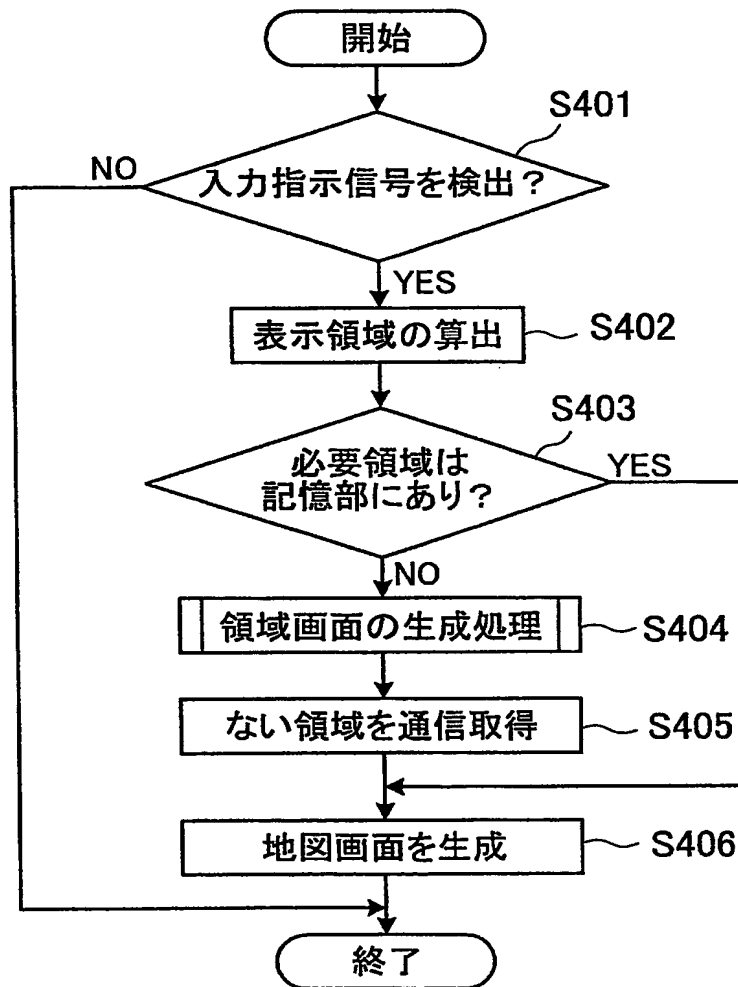 開始
S401
NO
入力指示信号を検出？
YES
表示領域の算出
S402
S403
必要領域は
記憶部にあり？
YES
NO
領域画面の生成処理
S404
ない領域を通信取得
S405
地図画面を生成
S406
終了